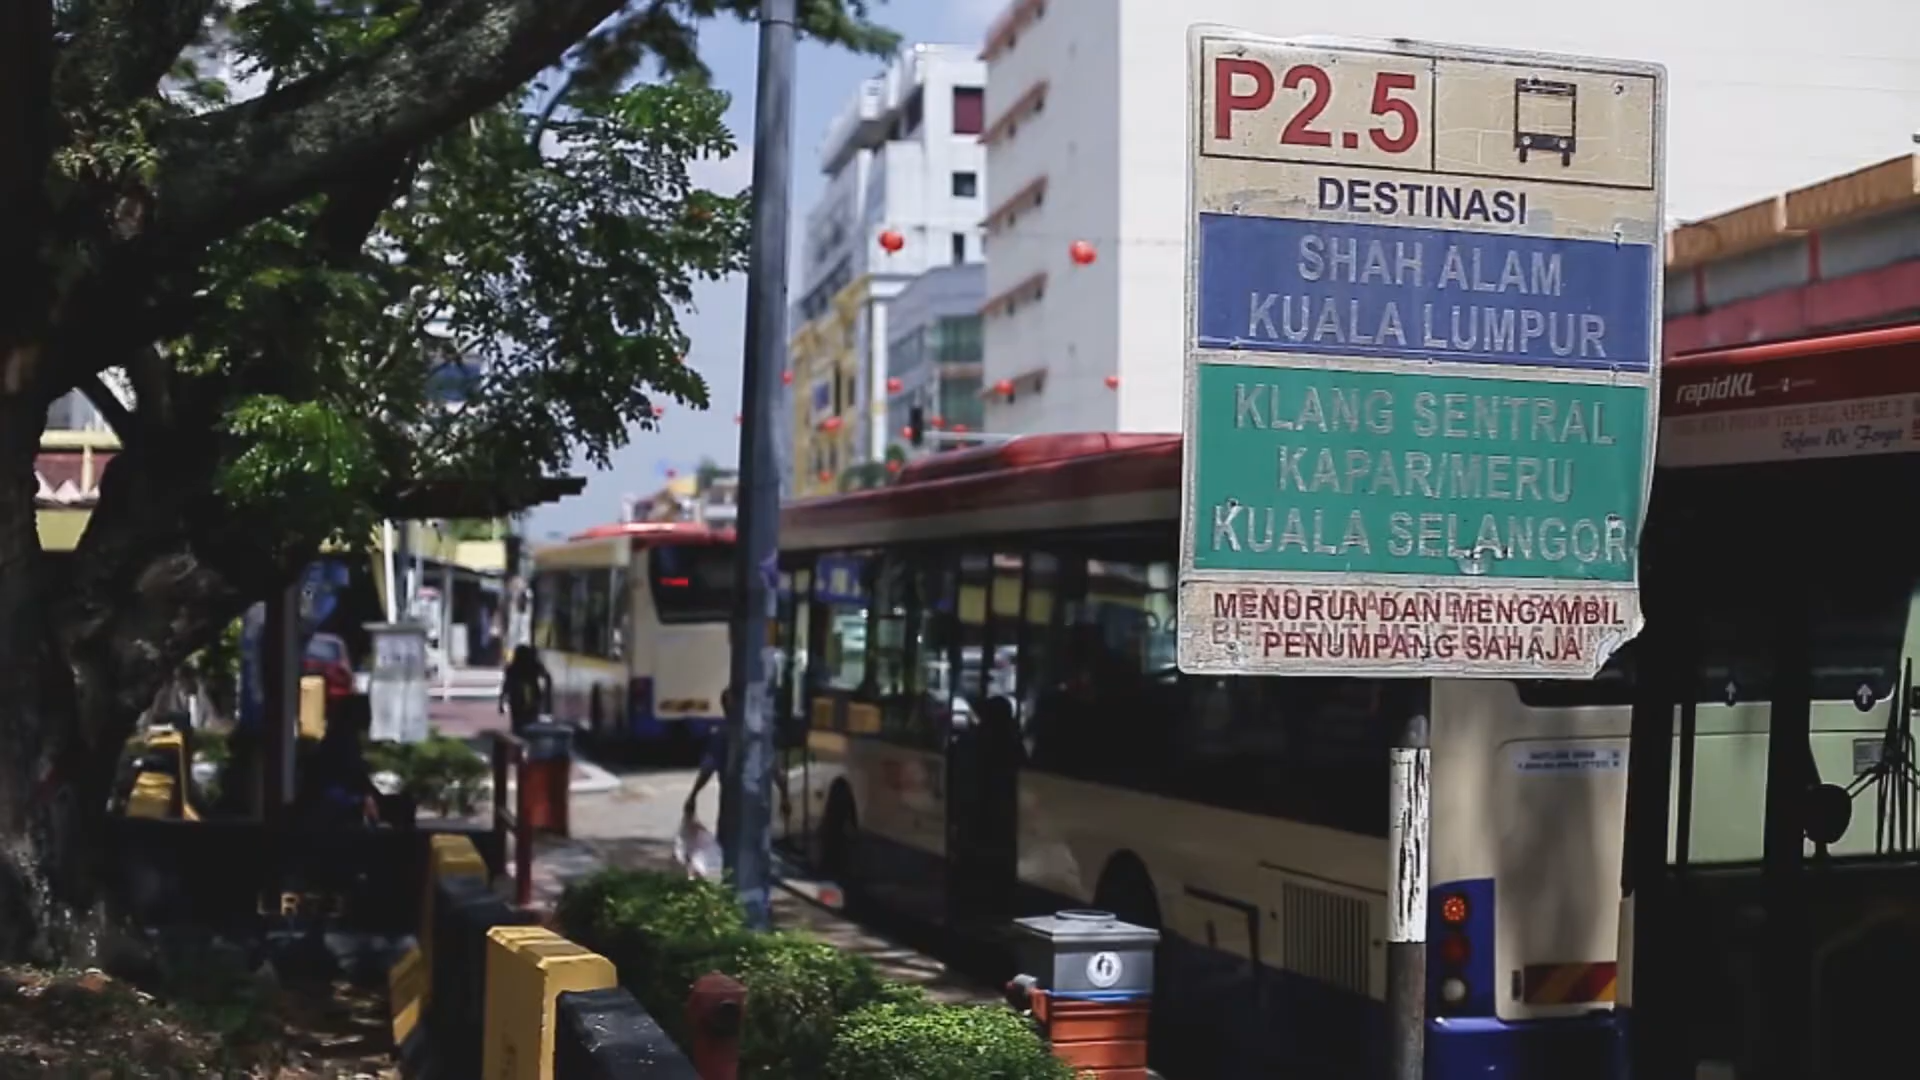 P2.5
DESTINASI
SHAH ALAM
KUALA LUMPUR
KLANG SENTRAL
KAPAR/MERU
KUALA SELANGOR
MENURUN DAN MENGAMBIL
PENUMPANG SAHAJA
rapidKL